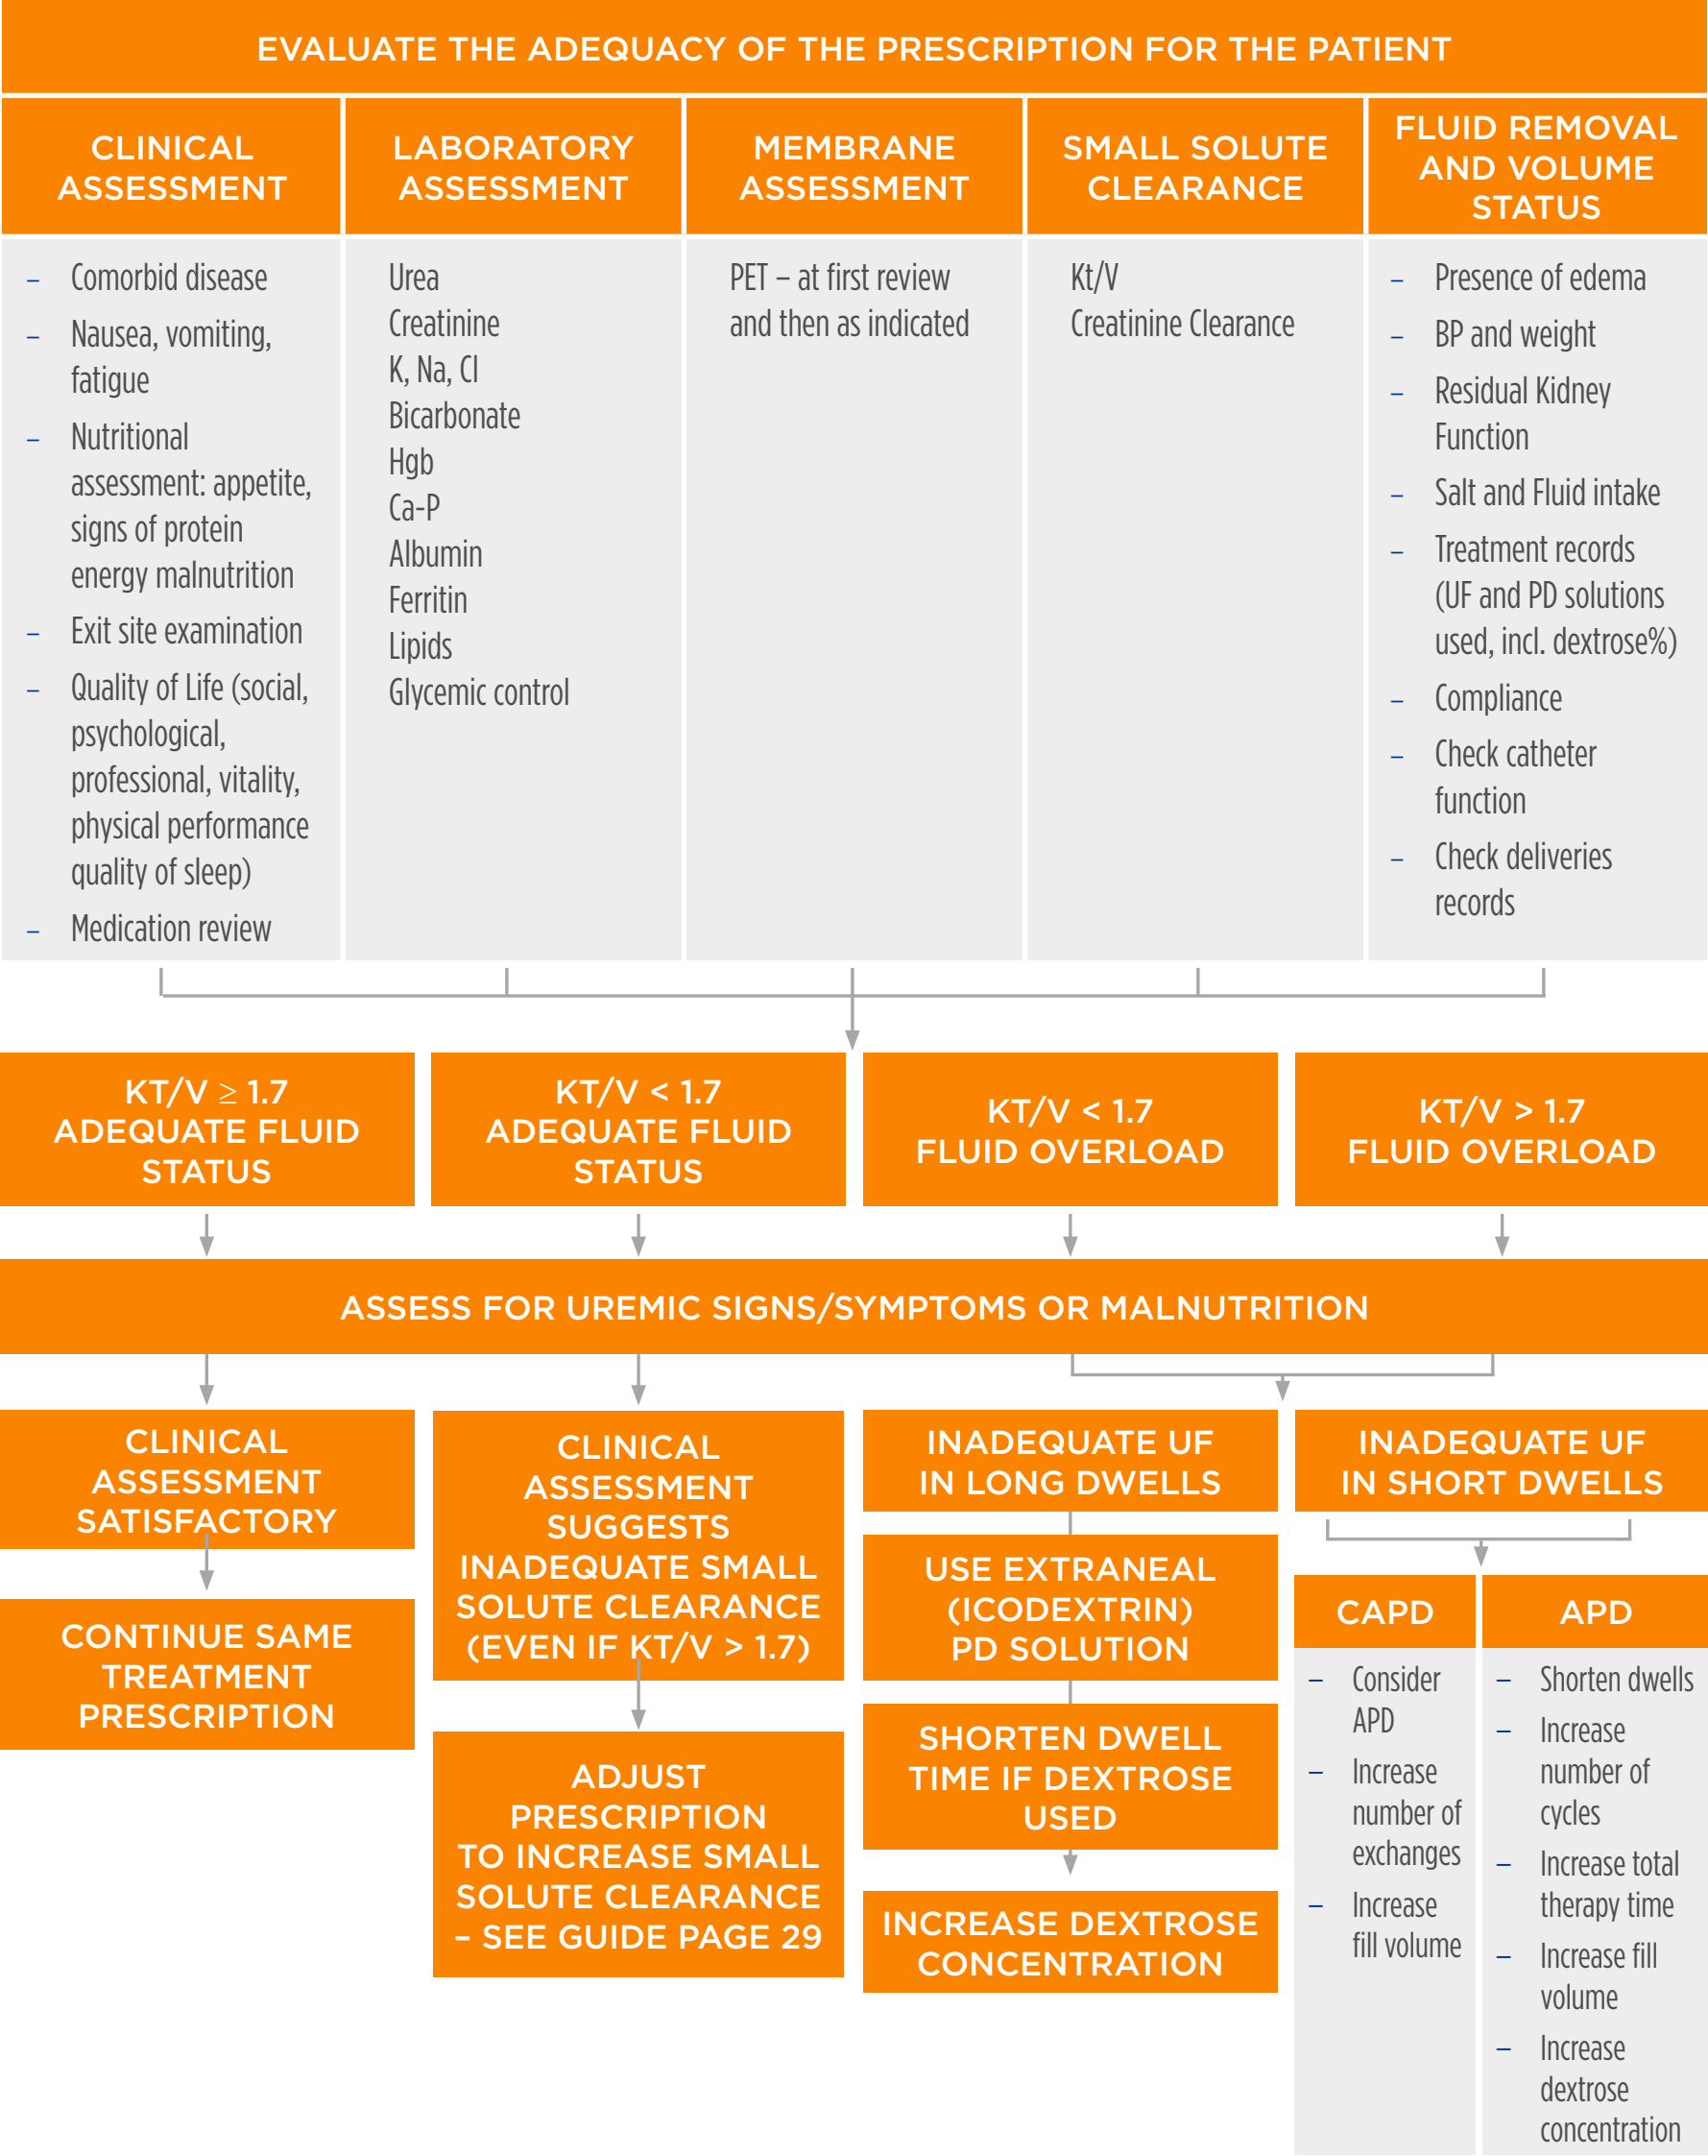 EVALUATE THE ADEQUACY OF THE PRESCRIPTION FOR THE PATIENT
CLINICAL
ASSESSMENT
LABORATORY
ASSESSMENT
MEMBRANE
ASSESSMENT
SMALL SOLUTE
CLEARANCE
FLUID REMOVAL
AND VOLUME
STATUS
– Comorbid disease
– Nausea, vomiting,
fatigue
– Nutritional
assessment: appetite,
signs of protein
energy malnutrition
– Exit site examination
– Quality of Life (social,
psychological,
professional, vitality,
physical performance
quality of sleep)
– Medication review
Urea
Creatinine
K, Na, Cl
Bicarbonate
Hgb
Ca-P
Albumin
Ferritin
Lipids
Glycemic control
PET – at first review
and then as indicated
Kt/V
Creatinine Clearance
– Presence of edema
– BP and weight
– Residual Kidney
Function
– Salt and Fluid intake
– Treatment records
(UF and PD solutions
used, incl. dextrose%)
– Compliance
– Check catheter
function
– Check deliveries
records
KT/V ≥ 1.7
ADEQUATE FLUID
STATUS
KT/V < 1.7
ADEQUATE FLUID
STATUS
KT/V < 1.7
FLUID OVERLOAD
KT/V > 1.7
FLUID OVERLOAD
ASSESS FOR UREMIC SIGNS/SYMPTOMS OR MALNUTRITION
CLINICAL
ASSESSMENT
SATISFACTORY
CONTINUE SAME
TREATMENT
PRESCRIPTION
CLINICAL
ASSESSMENT
SUGGESTS
INADEQUATE SMALL
SOLUTE CLEARANCE
(EVEN IF KT/V > 1.7)
ADJUST
PRESCRIPTION
TO INCREASE SMALL
SOLUTE CLEARANCE
– SEE GUIDE PAGE 29
INADEQUATE UF
IN LONG DWELLS
USE EXTRANEAL
(ICODEXTRIN)
PD SOLUTION
SHORTEN DWELL
TIME IF DEXTROSE
USED
INCREASE DEXTROSE
CONCENTRATION
INADEQUATE UF
IN SHORT DWELLS
CAPD
– Consider
APD
– Increase
number of
exchanges
– Increase
fill volume
APD
– Shorten dwells
– Increase
number of
cycles
– Increase total
therapy time
– Increase fill
volume
– Increase
dextrose
concentration